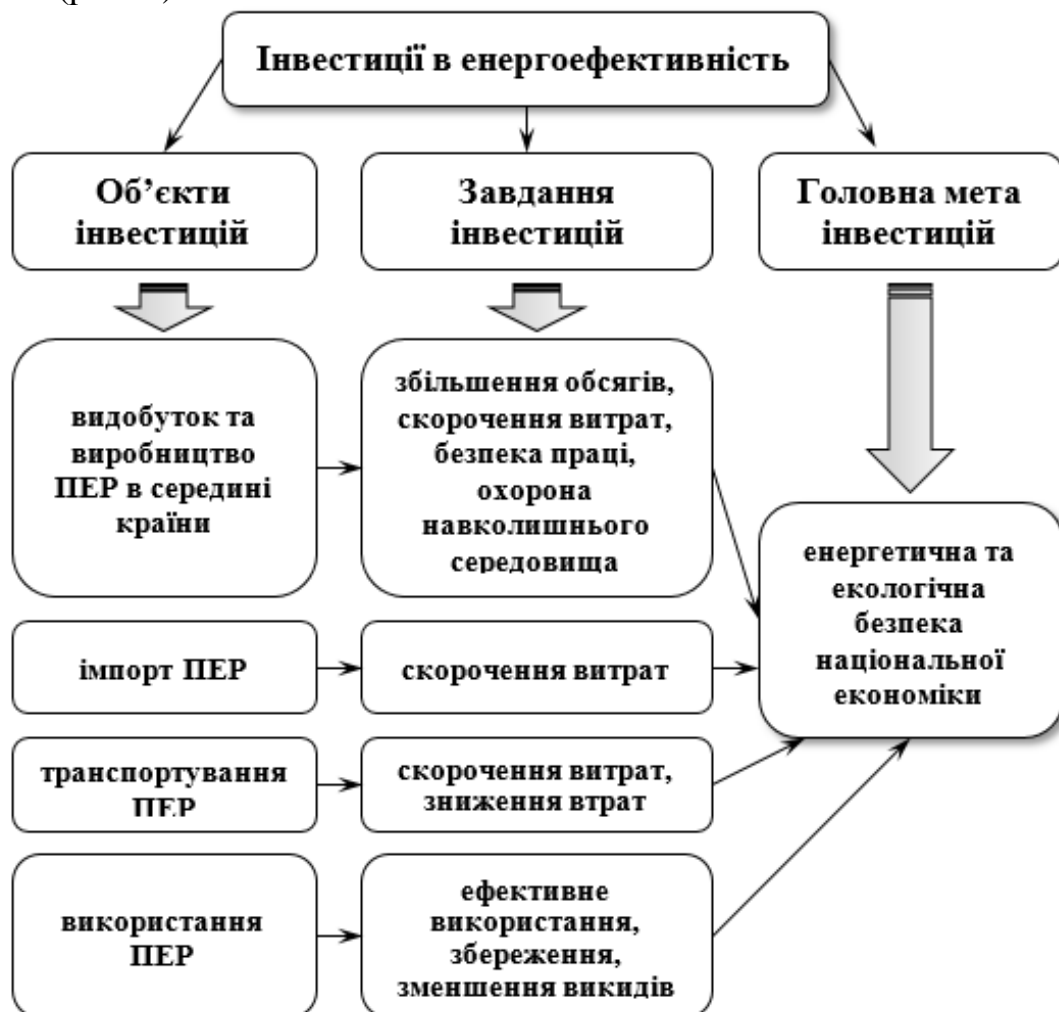 Інвестиції в енергоефективність
Об’єкти
інвестицій
Завдання
інвестицій
Головна мета
інвестицій
видобуток та
виробництво
ПЕР в середині
країни
збільшення обсягів,
скорочення витрат,
безпека праці,
охорона
навколишнього
середовища
енергетична та
екологічна
безпека
національної
економіки
імпорт ПЕР
скорочення витрат
транспортування
ПЕР
скорочення витрат,
зниження втрат
використання
ПЕР
ефективне
використання,
збереження,
зменшення викидів